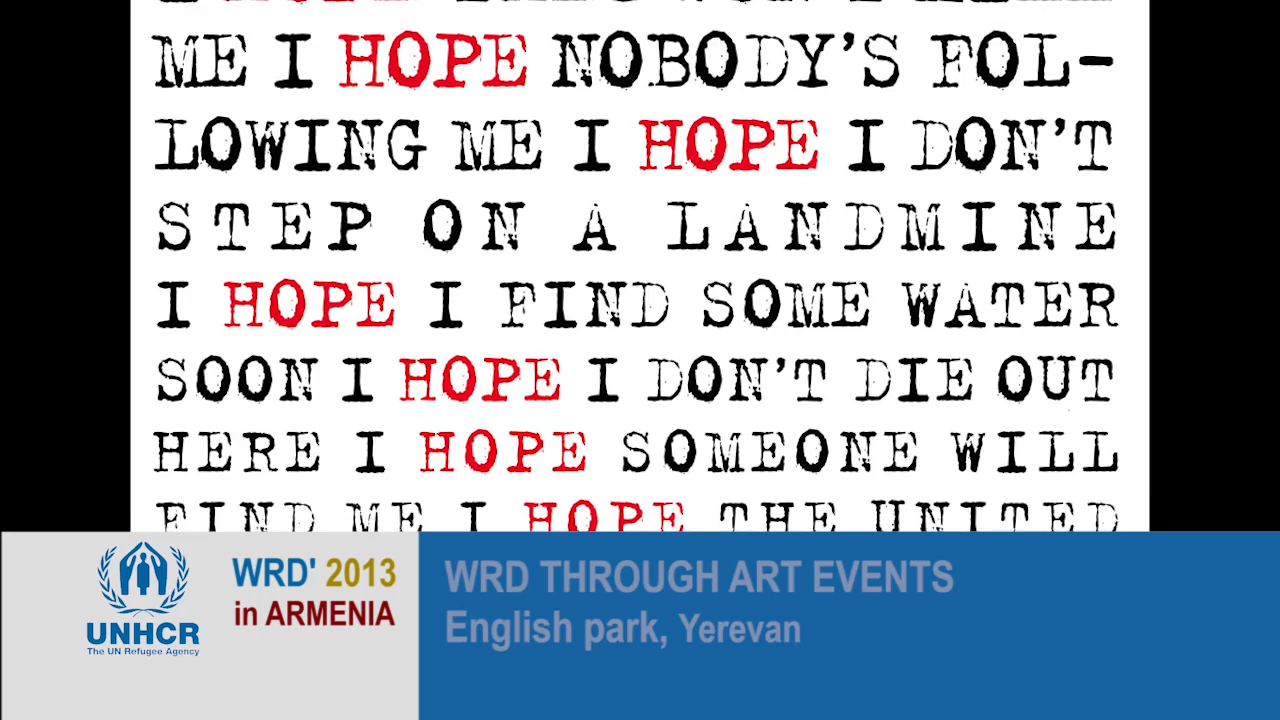 ME I HOPE NOBODY'S FOL-
LOWING ME I HOPE I DON'T
STEP ON A LANDMINE
I HOPE I FIND SOME WATER
SOON I HOPE I DON'T DIE OUT
HERE I HOPE SOMEONE WILL
FIND ME I HOPE THE UNITED
UNHCR
The UN Refugee Agency
WRD' 2013
in ARMENIA
WRD THROUGH ART EVENTS
English park, Yerevan